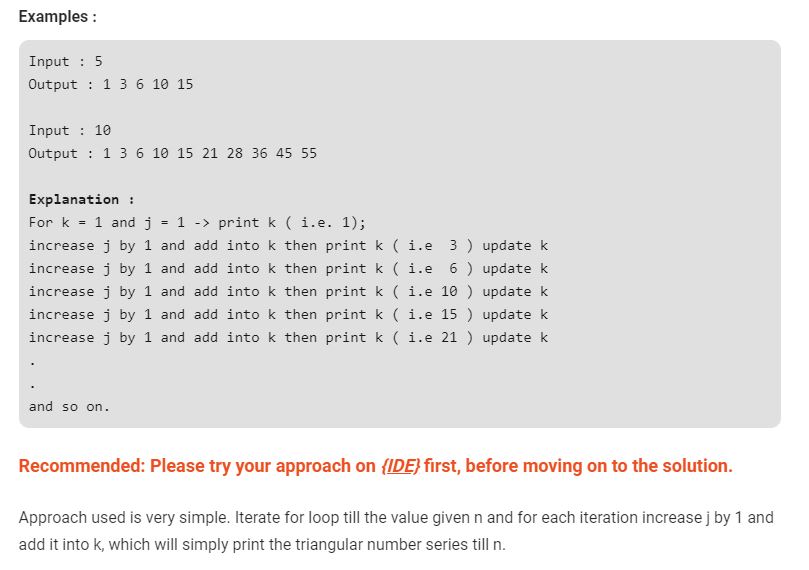 Examples :
Input : 5
Output : 1 3 6 10 15
Input : 10
Output : 1 3 6 10 15 21 28 36 45 55
Explanation :
For k = 1 and j = 1 -> print k ( i.e. 1);
increase j by 1 and add into k then print k ( i.e  3 ) update k
increase j by 1 and add into k then print k ( i.e  6 ) update k
increase j by 1 and add into k then print k ( i.e 10 ) update k
increase j by 1 and add into k then print k ( i.e 15 ) update k
increase j by 1 and add into k then print k ( i.e 21 ) update k
.
.
and so on.
Recommended: Please try your approach on {IDE} first, before moving on to the solution.
Approach used is very simple. Iterate for loop till the value given n and for each iteration increase j by 1 and
add it into k, which will simply print the triangular number series till n.